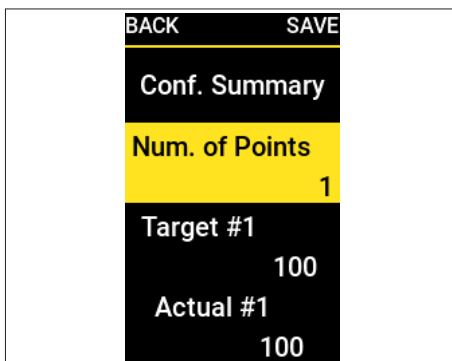 BACK SAVE
Conf. Summary
Num. of Points
1
Target #1
100
Actual #1
100